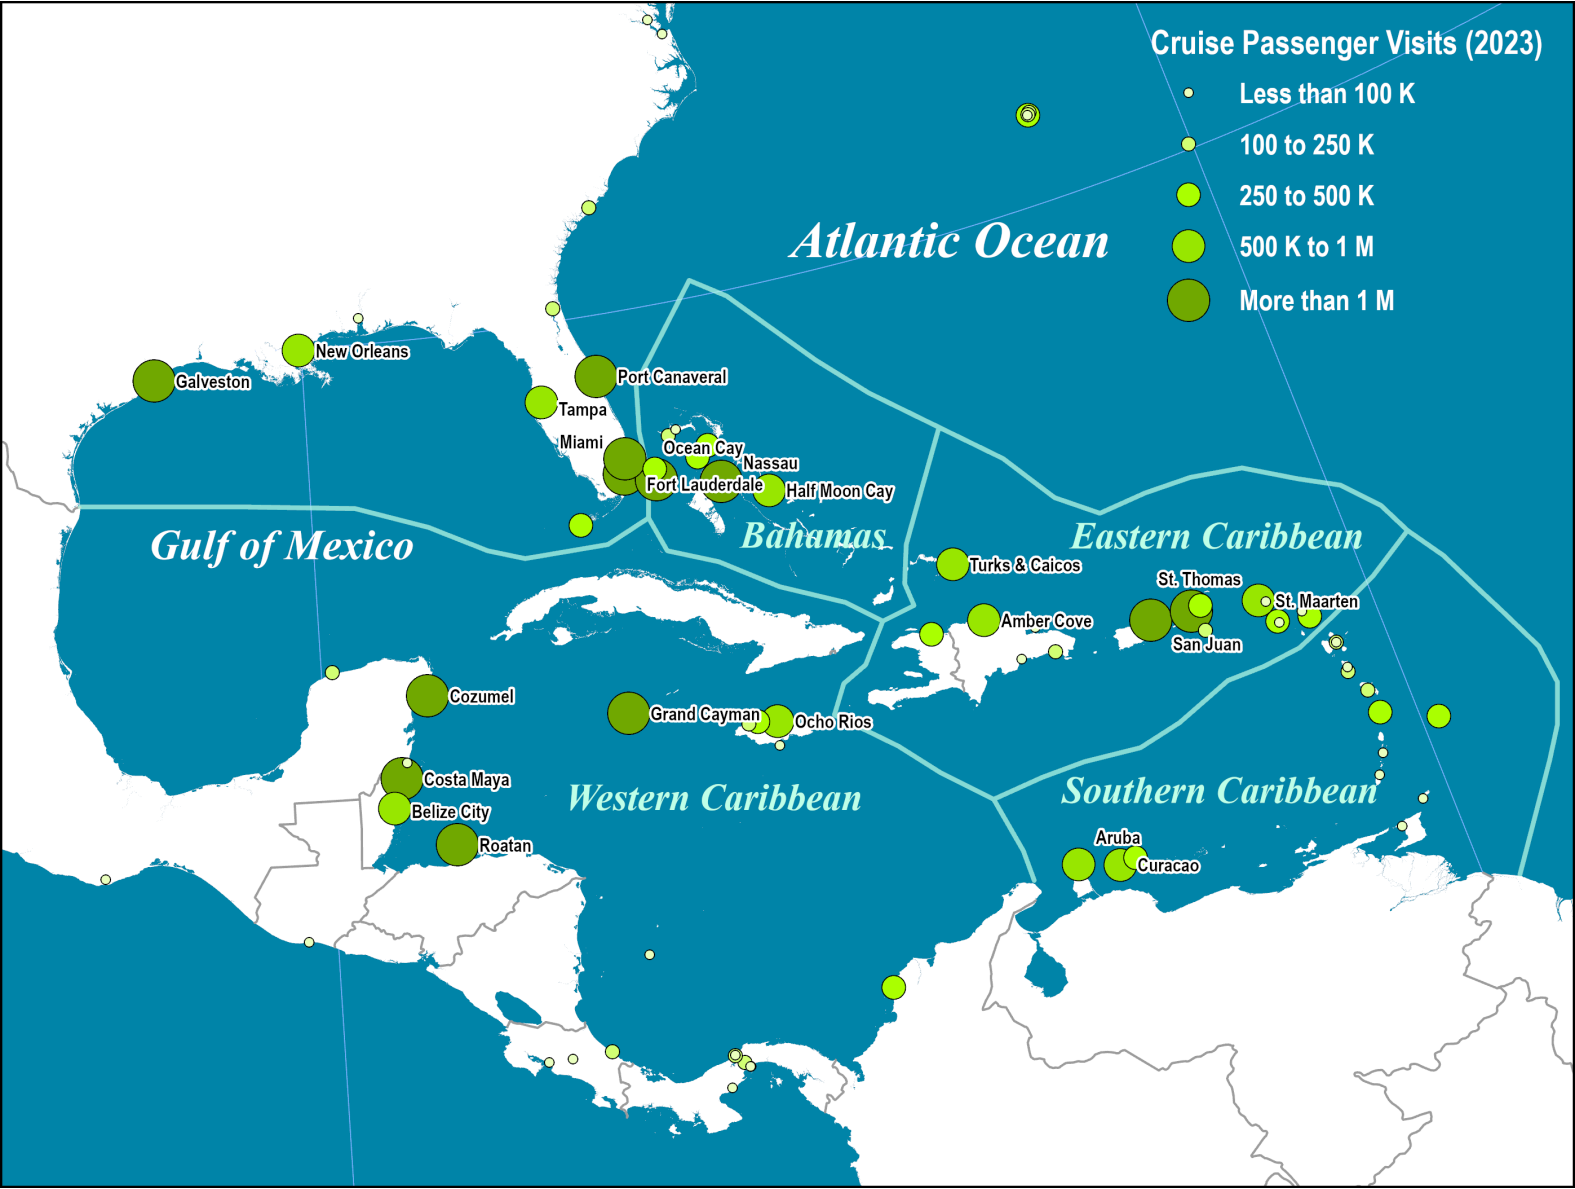 Cruise Passenger Visits (2023)
Less than 100 K
100 to 250 K
250 to 500 K
500 K to 1 M
More than 1 M
Atlantic Ocean
New Orleans
Galveston
Port Canaveral
Tampa
Miami
Ocean Cay
Nassau
Fort Lauderdale
Half Moon Cay
Gulf of Mexico
Bahamas
Eastern Caribbean
Turks & Caicos
St. Thomas
St. Maarten
Amber Cove
San Juan
Cozumel
Grand Cayman
Ocho Rios
Costa Maya
Western Caribbean
Southern Caribbean
Belize City
Roatan
Aruba
Curacao